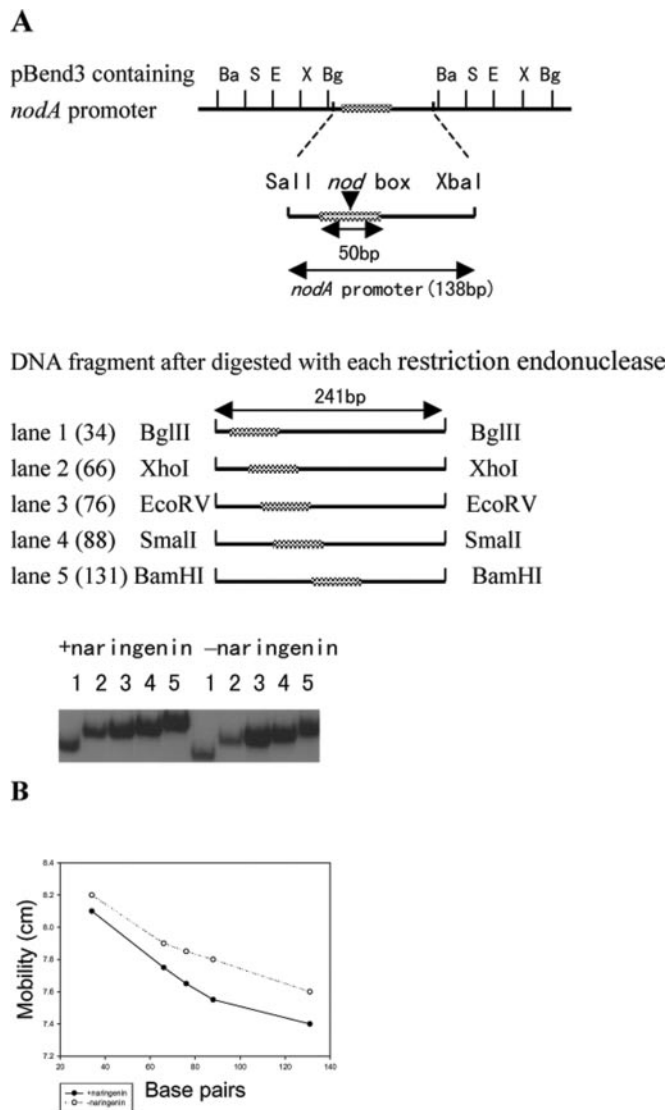 A
pBend3 containing
nodA promoter
Ba S E X Bg Ba S E X Bg
SalI nod box XbaI
50bp
nodA promoter(138bp)
DNA fragment after digested with each restriction endonuclease
241bp
lane 1 (34) BglII BglII
lane 2 (66) XhoI XhoI
lane 3 (76) EcoRV EcoRV
lane 4 (88) SmalI SmalI
lane 5 (131) BamHI BamHI
+naringenin −naringenin
1 2 3 4 5 1 2 3 4 5
B
8.4
8.2
8.0
7.8
7.6
7.4
7.2
Mobility (cm)
20 40 60 80 100 120 140
Base pairs
+naringenin
-naringenin